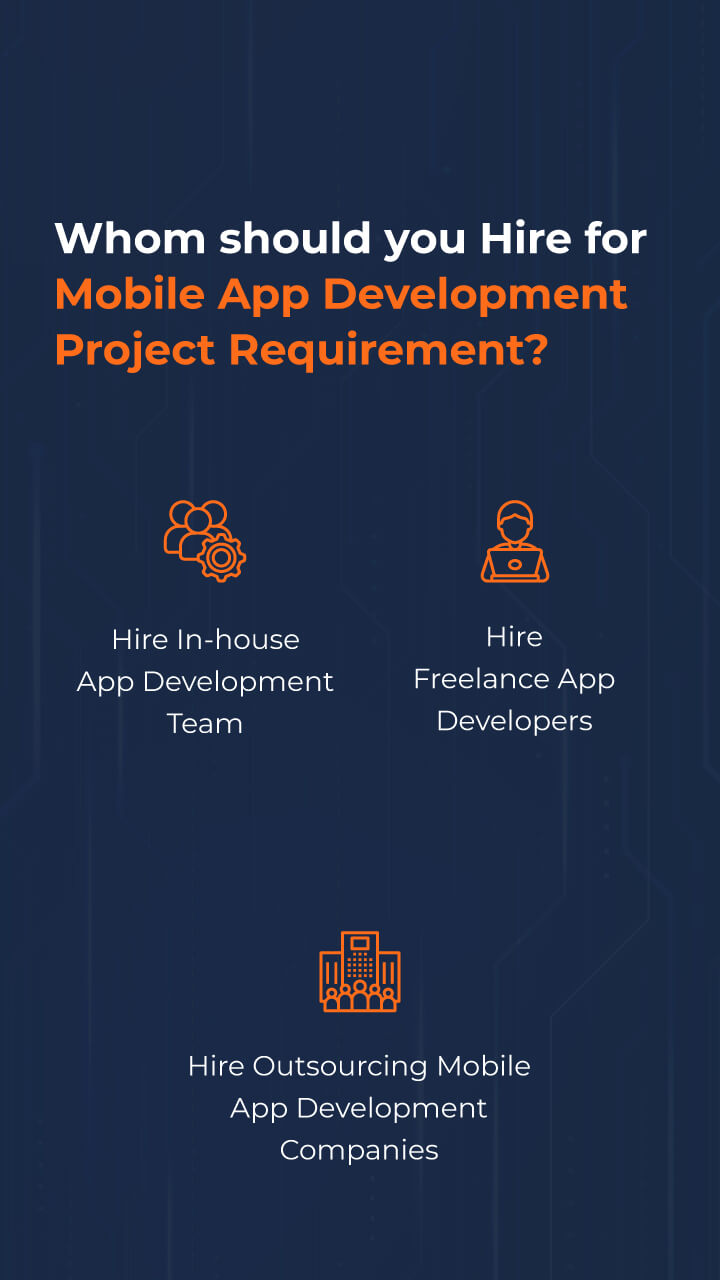 Whom should you Hire for
Mobile App Development
Project Requirement?
Hire In-house
App Development
Team
Hire
Freelance App
Developers
Hire Outsourcing Mobile
App Development
Companies